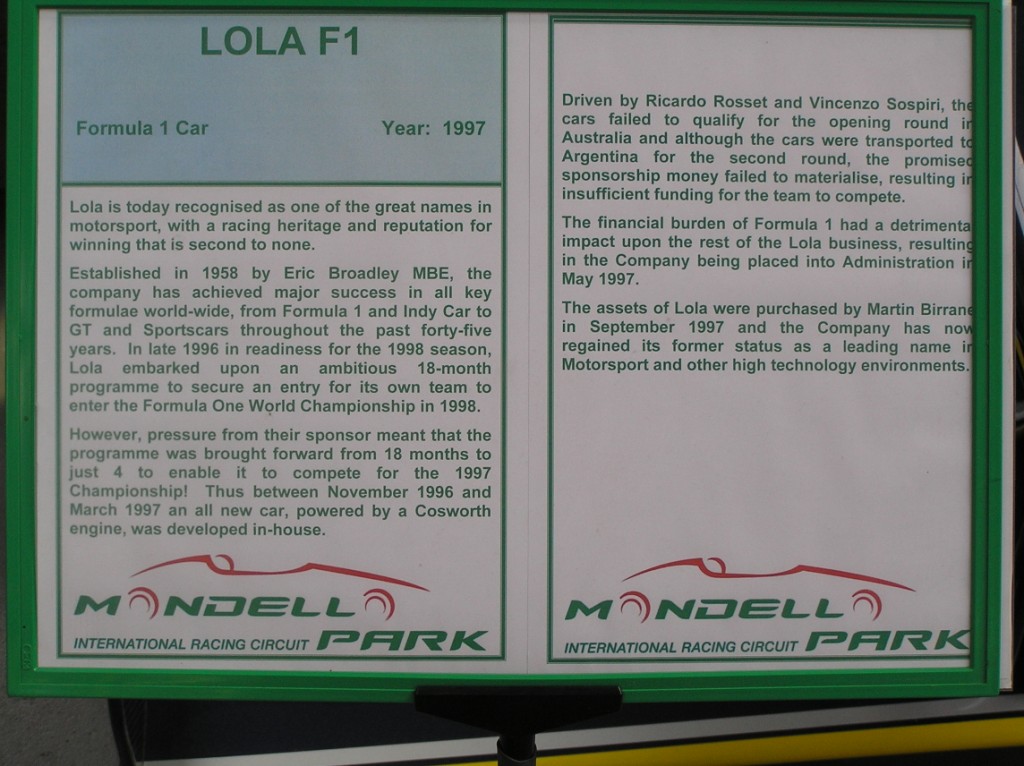 LOLA F1
Formula 1 Car Year: 1997
Lola is today recognised as one of the great names in
motorsport, with a racing heritage and reputation for
winning that is second to none.
Established in 1958 by Eric Broadley MBE, the
company has achieved major success in all key
formulae world-wide, from Formula 1 and Indy Car to
GT and Sportscars throughout the past forty-five
years. In late 1996 in readiness for the 1998 season,
Lola embarked upon an ambitious 18-month
programme to secure an entry for its own team to
enter the Formula One World Championship in 1998.
However, pressure from their sponsor meant that the
programme was brought forward from 18 months to
just 4 to enable it to compete for the 1997
Championship! Thus between November 1996 and
March 1997 an all new car, powered by a Cosworth
engine, was developed in-house.
MONDELLO
INTERNATIONAL RACING CIRCUIT PARK
Driven by Ricardo Rosset and Vincenzo Sospiri, the
cars failed to qualify for the opening round in
Australia and although the cars were transported to
Argentina for the second round, the promised
sponsorship money failed to materialise, resulting in
insufficient funding for the team to compete.
The financial burden of Formula 1 had a detrimenta
impact upon the rest of the Lola business, resulting
in the Company being placed into Administration in
May 1997.
The assets of Lola were purchased by Martin Birrane
in September 1997 and the Company has now
regained its former status as a leading name in
Motorsport and other high technology environments.
MONDELLO
INTERNATIONAL RACING CIRCUIT PARK